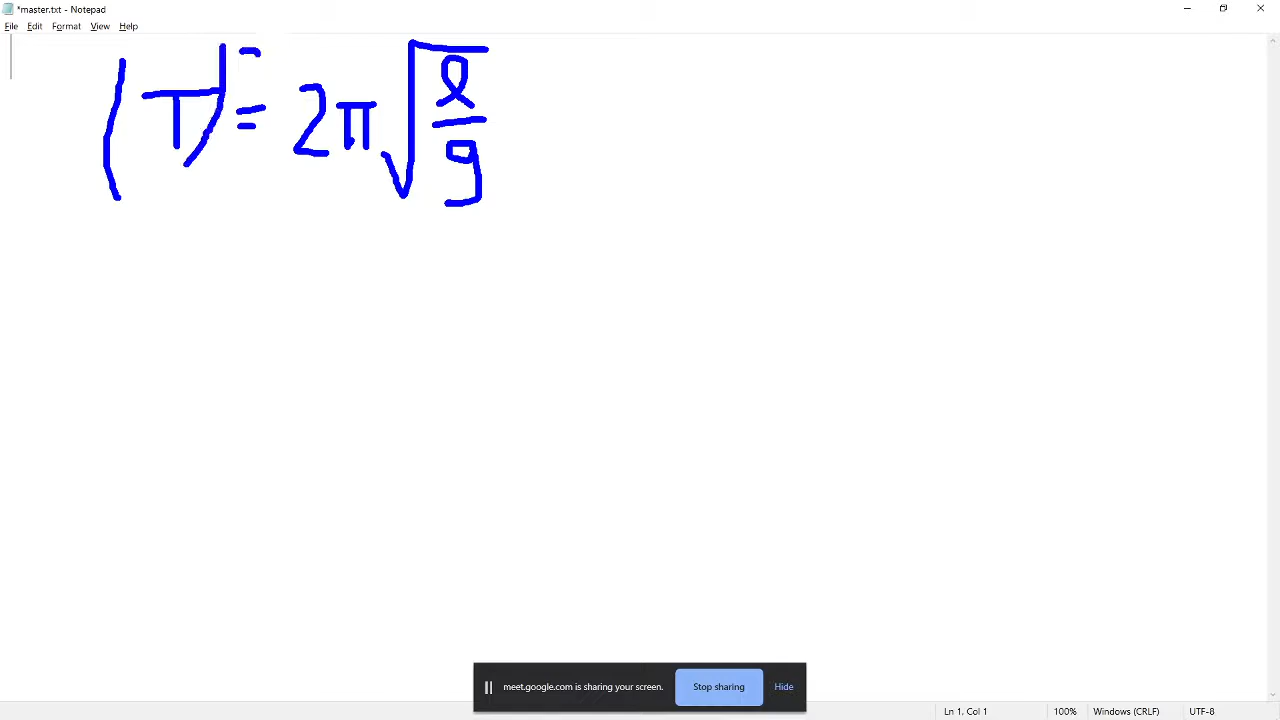 *master.txt - Notepad
File Edit Format View Help
(T) = 2π√(ℓ/g)
meet.google.com is sharing your screen. Stop sharing Hide
Ln 1, Col 1 100% Windows (CRLF) UTF-8